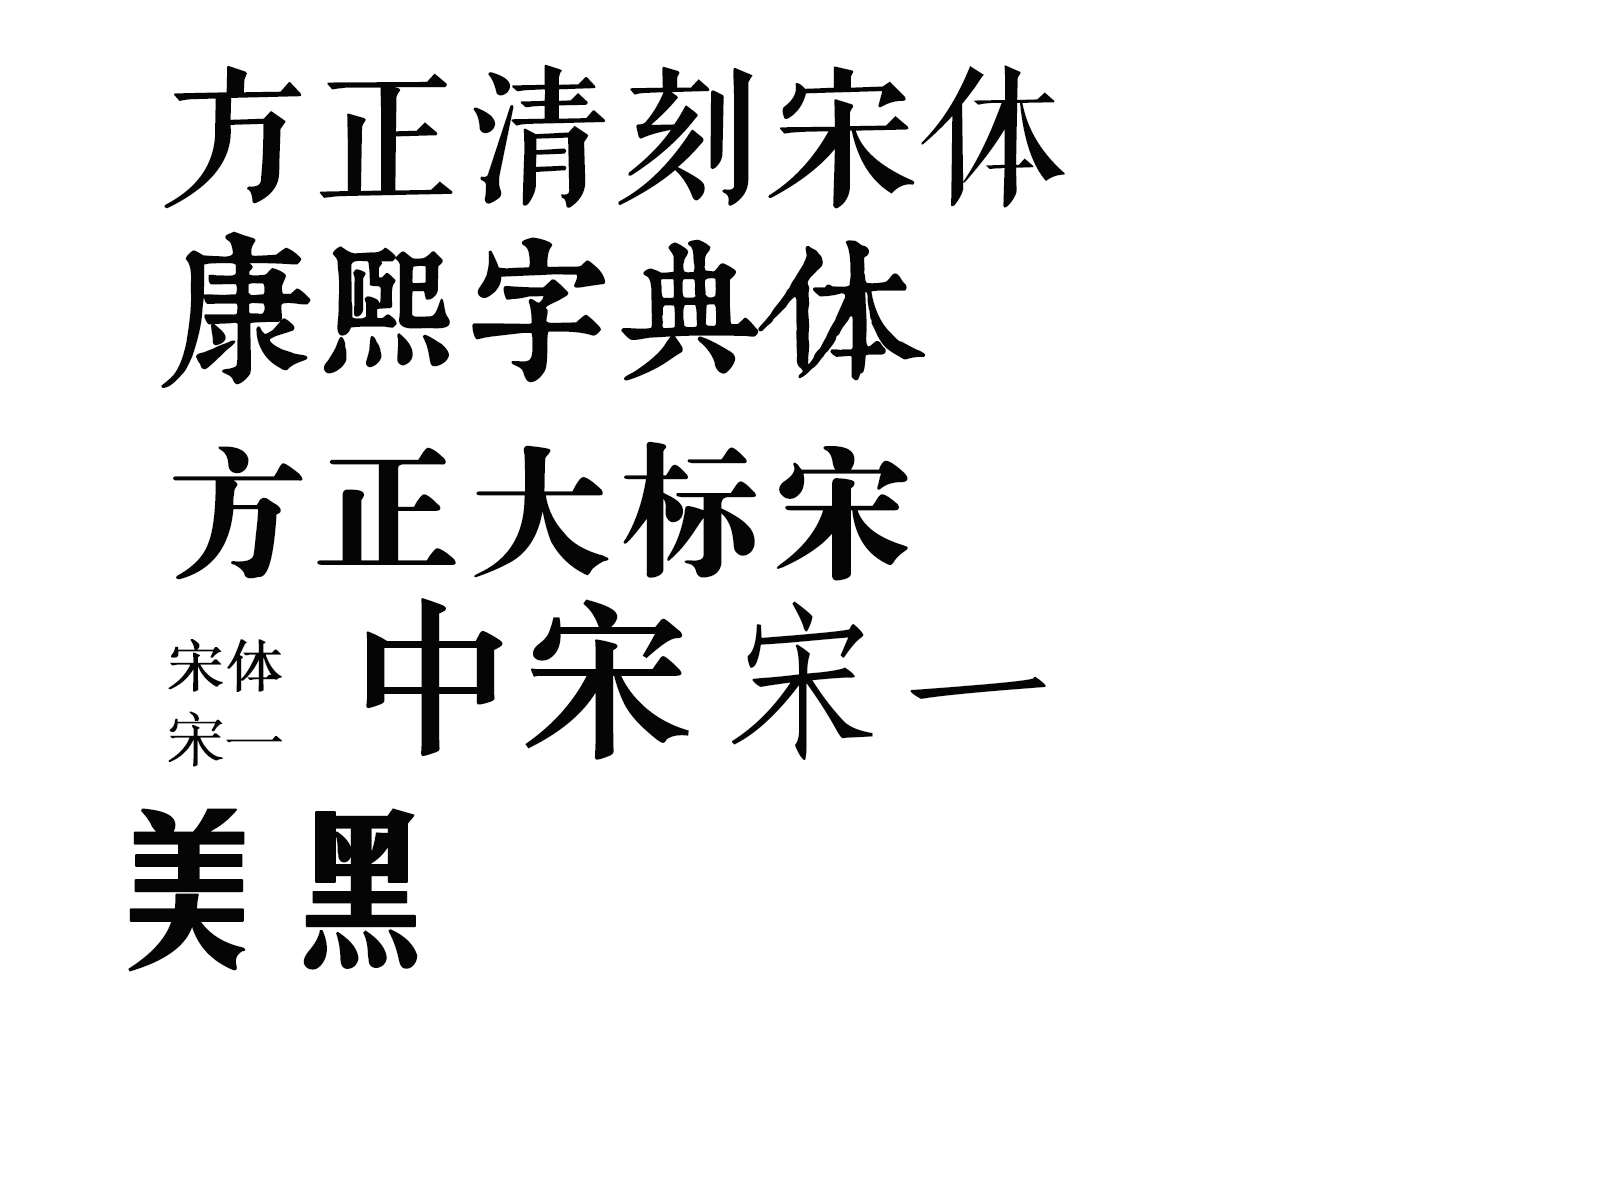 方正清刻宋体
康熙字典体
方正大标宋
宋体 中宋 宋一
宋一
美黑